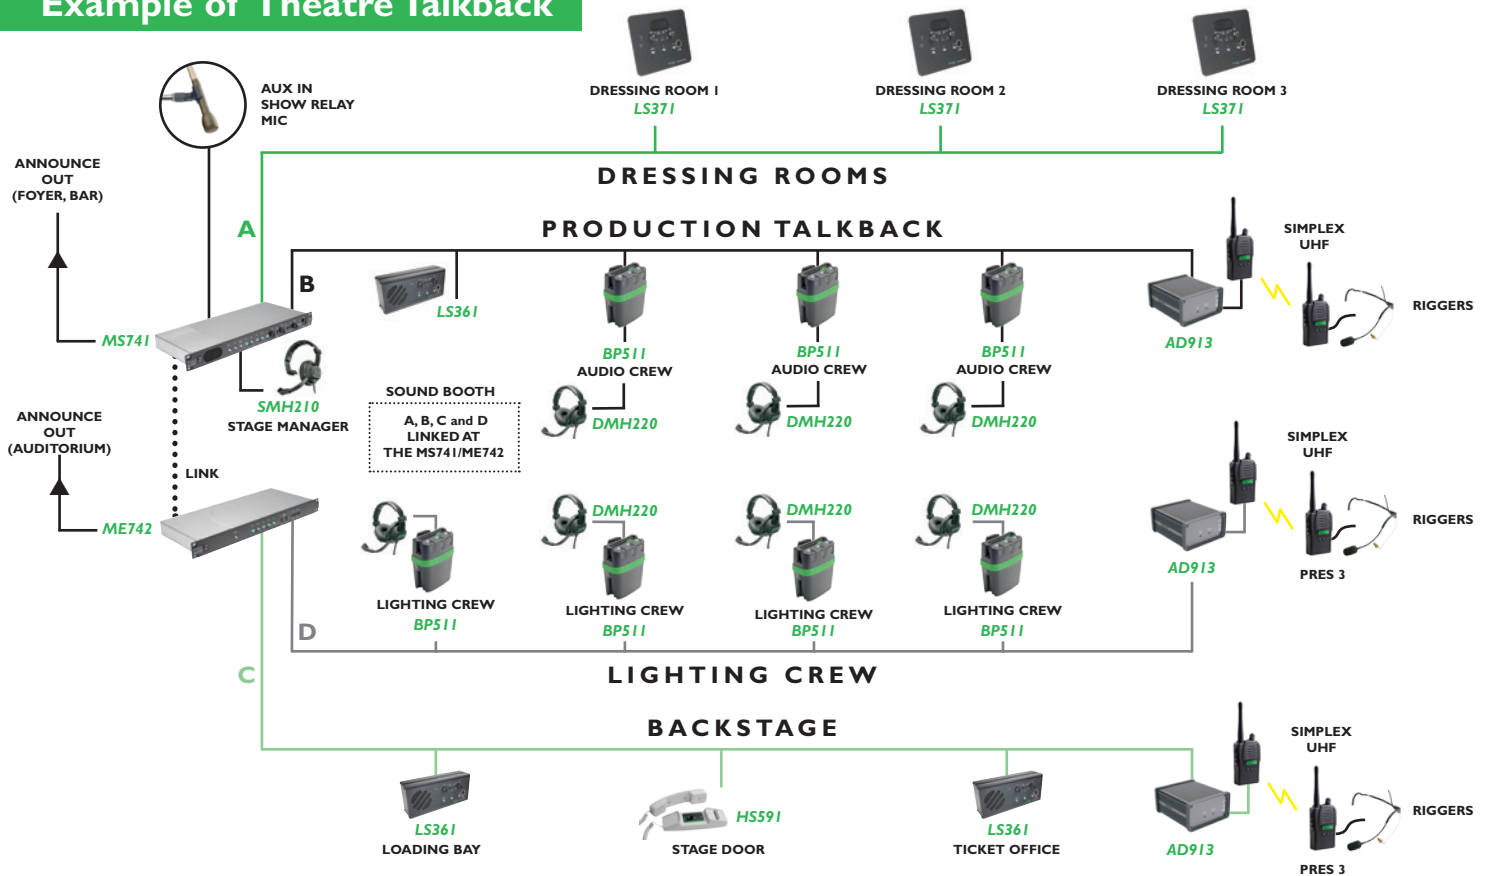 Example of Theatre Talkback
DRESSING ROOM 1
LS371
DRESSING ROOM 2
LS371
DRESSING ROOM 3
LS371
AUX IN
SHOW RELAY
MIC
ANNOUNCE
OUT
(FOYER, BAR)
DRESSING ROOMS
A
PRODUCTION TALKBACK
B
SIMPLEX
UHF
LS361
RIGGERS
MS741
AD913
BP511
AUDIO CREW
BP511
AUDIO CREW
BP511
AUDIO CREW
SMH210
STAGE MANAGER
SOUND BOOTH
A, B, C and D
LINKED AT
THE MS741/ME742
DMH220
DMH220
DMH220
ANNOUNCE
OUT
(AUDITORIUM)
LINK
SIMPLEX
UHF
ME742
DMH220
DMH220
DMH220
RIGGERS
AD913
PRES 3
LIGHTING CREW
BP511
LIGHTING CREW
BP511
LIGHTING CREW
BP511
LIGHTING CREW
BP511
D
LIGHTING CREW
C
BACKSTAGE
SIMPLEX
UHF
LS361
LOADING BAY
HS591
STAGE DOOR
LS361
TICKET OFFICE
AD913
RIGGERS
PRES 3